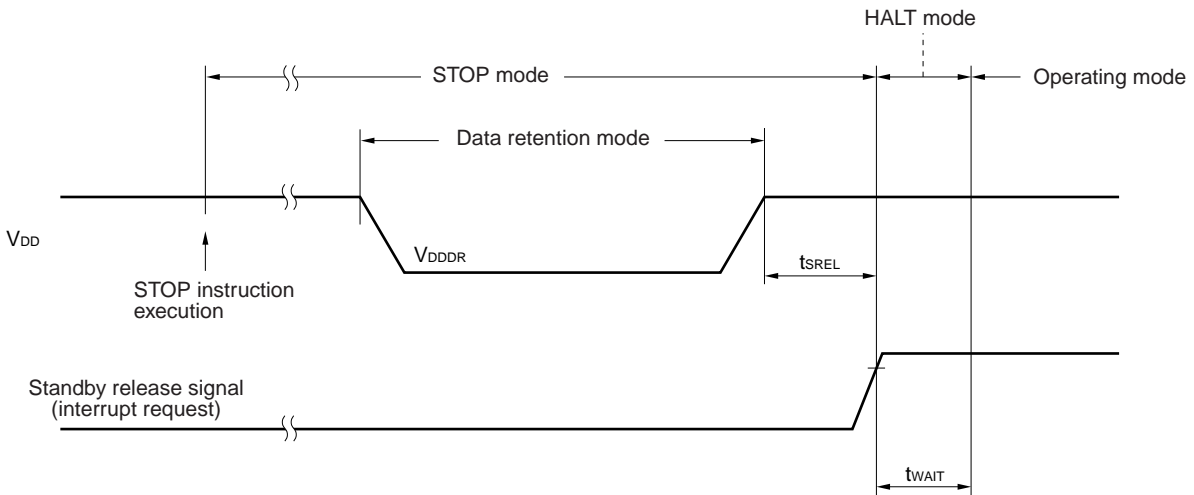 HALT mode
STOP mode
Operating mode
Data retention mode
VDD
VDDDR
tSREL
STOP instruction
execution
Standby release signal
(interrupt request)
tWAIT